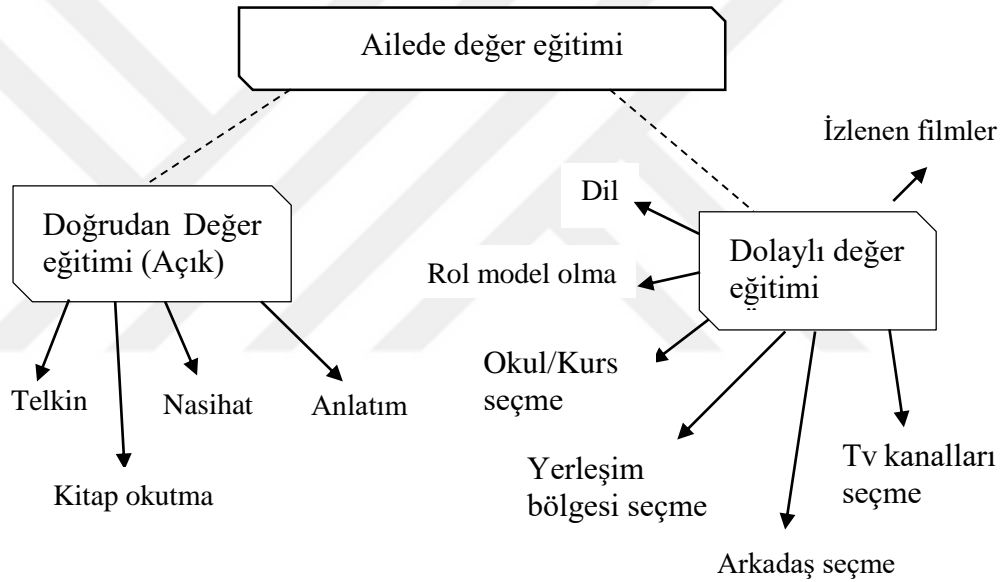 Ailede değer eğitimi
İzlenen filmler
Dil
Doğrudan Değer
eğitimi (Açık)
Dolaylı değer
eğitimi
Rol model olma
Okul/Kurs
seçme
Telkin
Nasihat
Anlatım
Yerleşim
bölgesi seçme
Tv kanalları
seçme
Kitap okutma
Arkadaş seçme